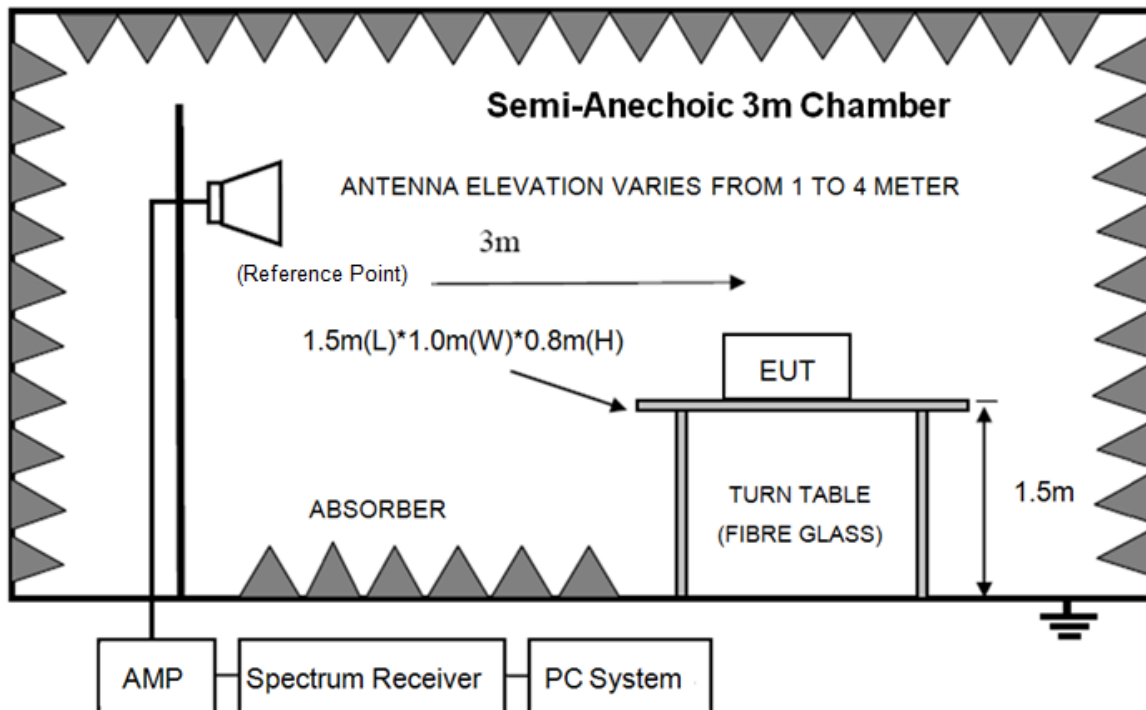 Semi-Anechoic 3m Chamber
ANTENNA ELEVATION VARIES FROM 1 TO 4 METER
3m
(Reference Point)
1.5m(L)*1.0m(W)*0.8m(H)
EUT
1.5m
TURN TABLE
(FIBRE GLASS)
ABSORBER
AMP
Spectrum Receiver
PC System